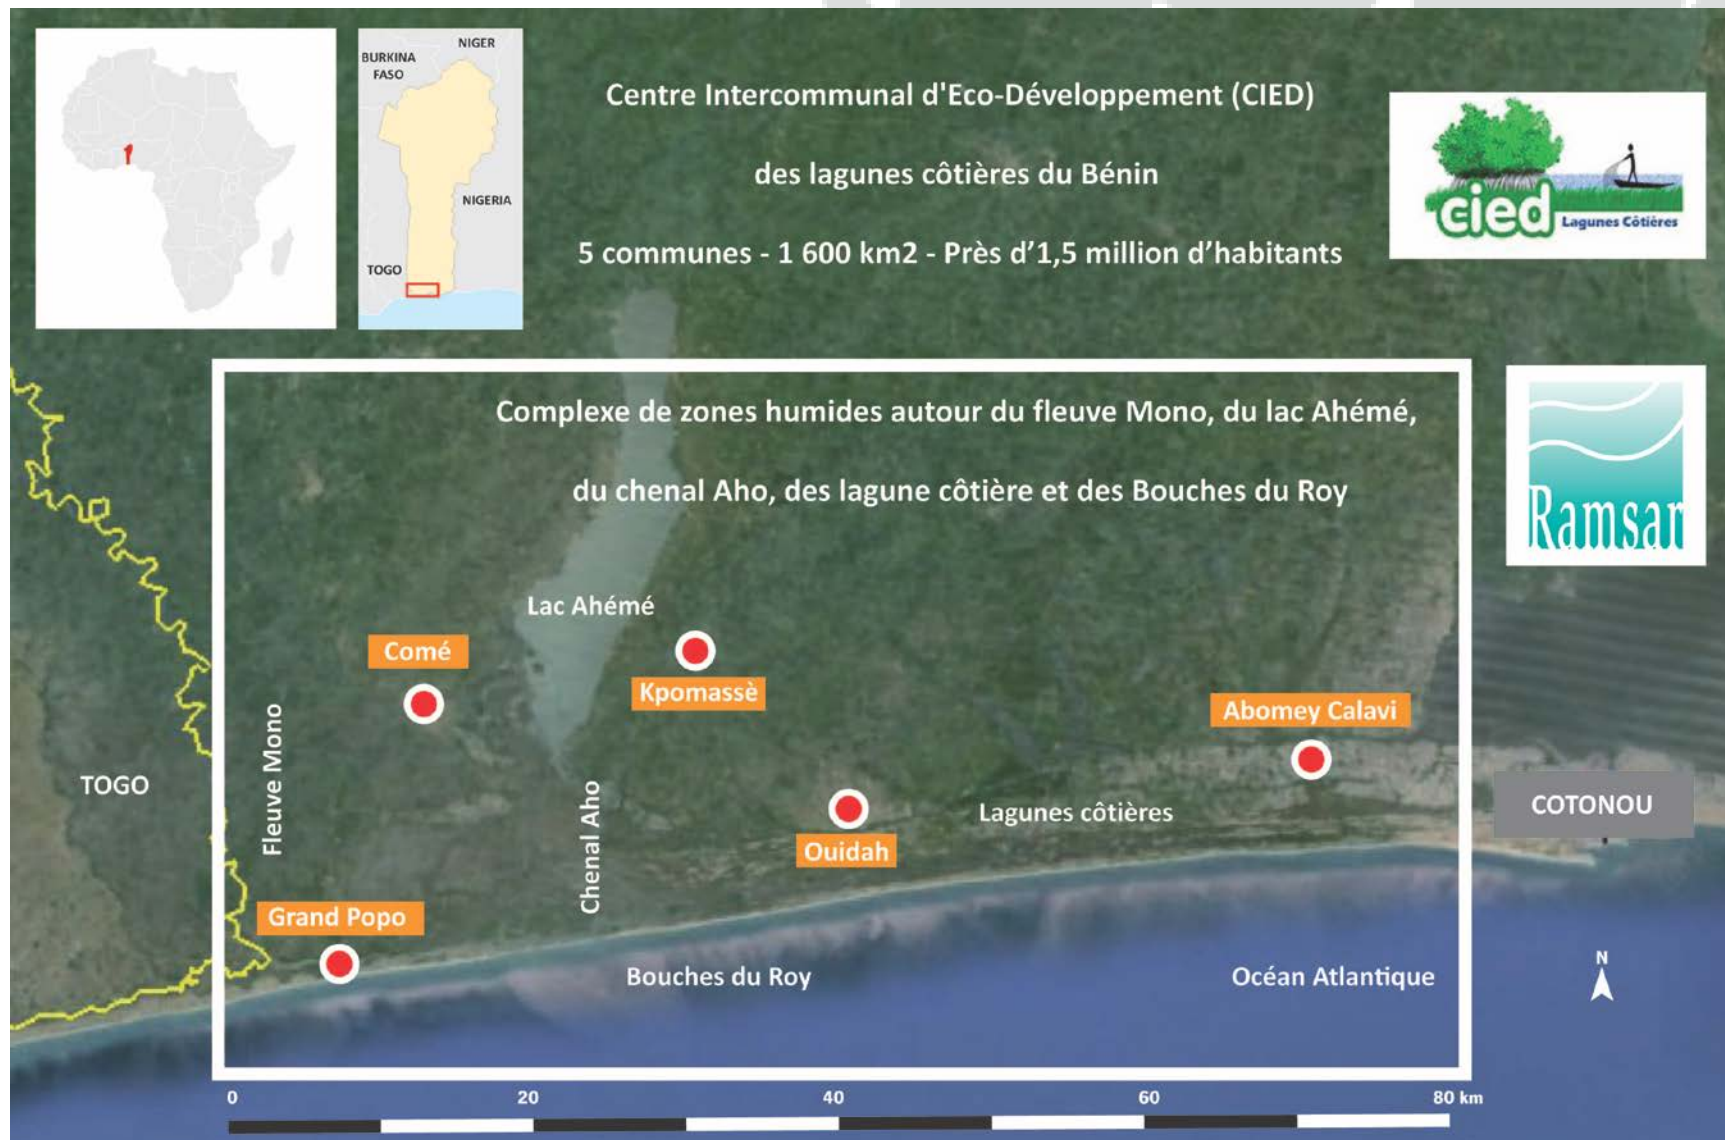 NIGER
BURKINA
FASO
NIGERIA
TOGO
Centre Intercommunal d'Eco-Développement (CIED)
des lagunes côtières du Bénin
5 communes - 1 600 km2 - Près d’1,5 million d’habitants
cied Lagunes Côtières
Complexe de zones humides autour du fleuve Mono, du lac Ahémé,
du chenal Aho, des lagune côtière et des Bouches du Roy
Ramsar
Lac Ahémé
Comé
Kpomassè
Abomey Calavi
Fleuve Mono
TOGO
Chenal Aho
Lagunes côtières
COTONOU
Ouidah
Grand Popo
Bouches du Roy
Océan Atlantique
N
0 20 40 60 80 km